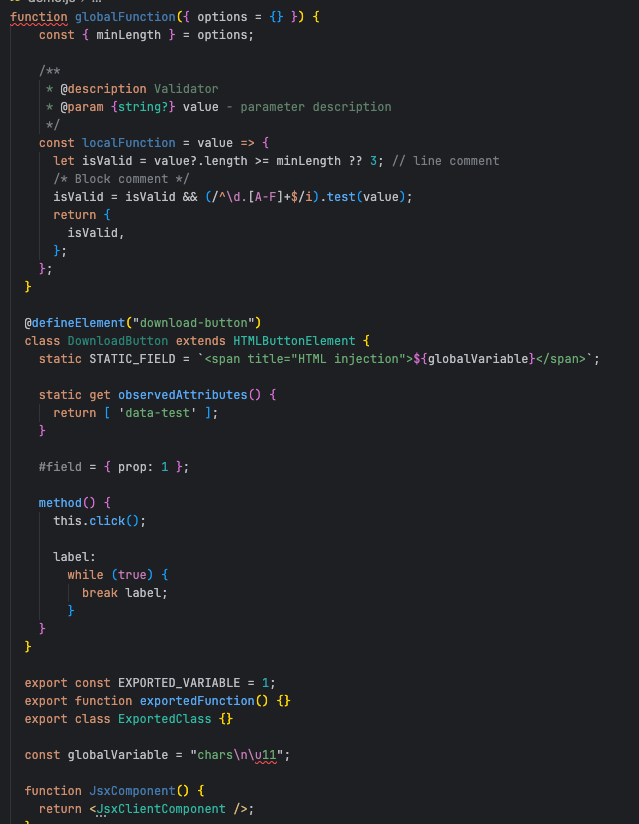 function globalFunction({ options = {} }) {
    const { minLength } = options;

    /**
     * @description Validator
     * @param {string?} value - parameter description
     */
    const localFunction = value => {
      let isValid = value?.length >= minLength ?? 3; // line comment
      /* Block comment */
      isValid = isValid && (/^\d.[A-F]+$/i).test(value);
      return {
        isValid,
      };
    };
  }

  @defineElement("download-button")
  class DownloadButton extends HTMLButtonElement {
    static STATIC_FIELD = `<span title="HTML injection">${globalVariable}</span>`;

    static get observedAttributes() {
      return [ 'data-test' ];
    }

    #field = { prop: 1 };

    method() {
      this.click();

      label:
        while (true) {
          break label;
        }
    }
  }

  export const EXPORTED_VARIABLE = 1;
  export function exportedFunction() {}
  export class ExportedClass {}

  const globalVariable = "chars\n\u11";

  function JsxComponent() {
    return <JsxClientComponent />;